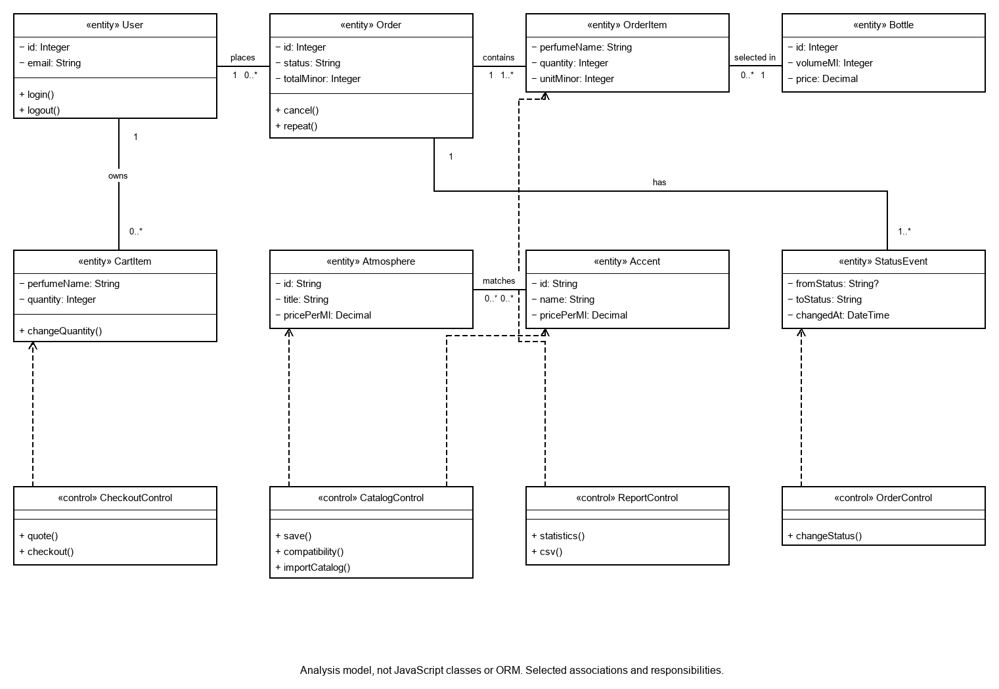 «entity» User
− id: Integer
− email: String
+ login()
+ logout()
places
1 0..*
«entity» Order
− id: Integer
− status: String
− totalMinor: Integer
+ cancel()
+ repeat()
contains
1 1..*
«entity» OrderItem
− perfumeName: String
− quantity: Integer
− unitMinor: Integer
selected in
0..* 1
«entity» Bottle
− id: Integer
− volumeMl: Integer
− price: Decimal
1
owns
0..*
1
has
1..*
«entity» CartItem
− perfumeName: String
− quantity: Integer
+ changeQuantity()
«entity» Atmosphere
− id: String
− title: String
− pricePerMl: Decimal
matches
0..* 0..*
«entity» Accent
− id: String
− name: String
− pricePerMl: Decimal
«entity» StatusEvent
− fromStatus: String?
− toStatus: String
− changedAt: DateTime
«control» CheckoutControl
+ quote()
+ checkout()
«control» CatalogControl
+ save()
+ compatibility()
+ importCatalog()
«control» ReportControl
+ statistics()
+ csv()
«control» OrderControl
+ changeStatus()
Analysis model, not JavaScript classes or ORM. Selected associations and responsibilities.